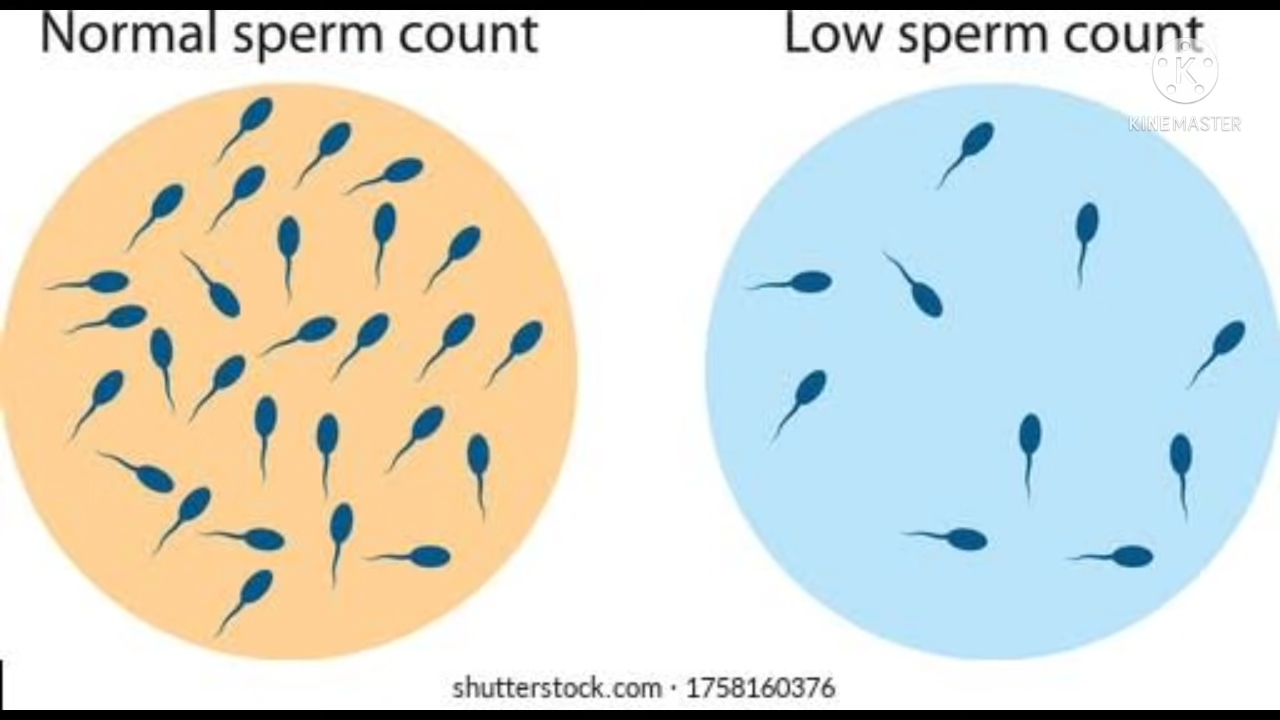 Normal sperm count
Low sperm count
K
KINEMASTER
shutterstock.com · 1758160376